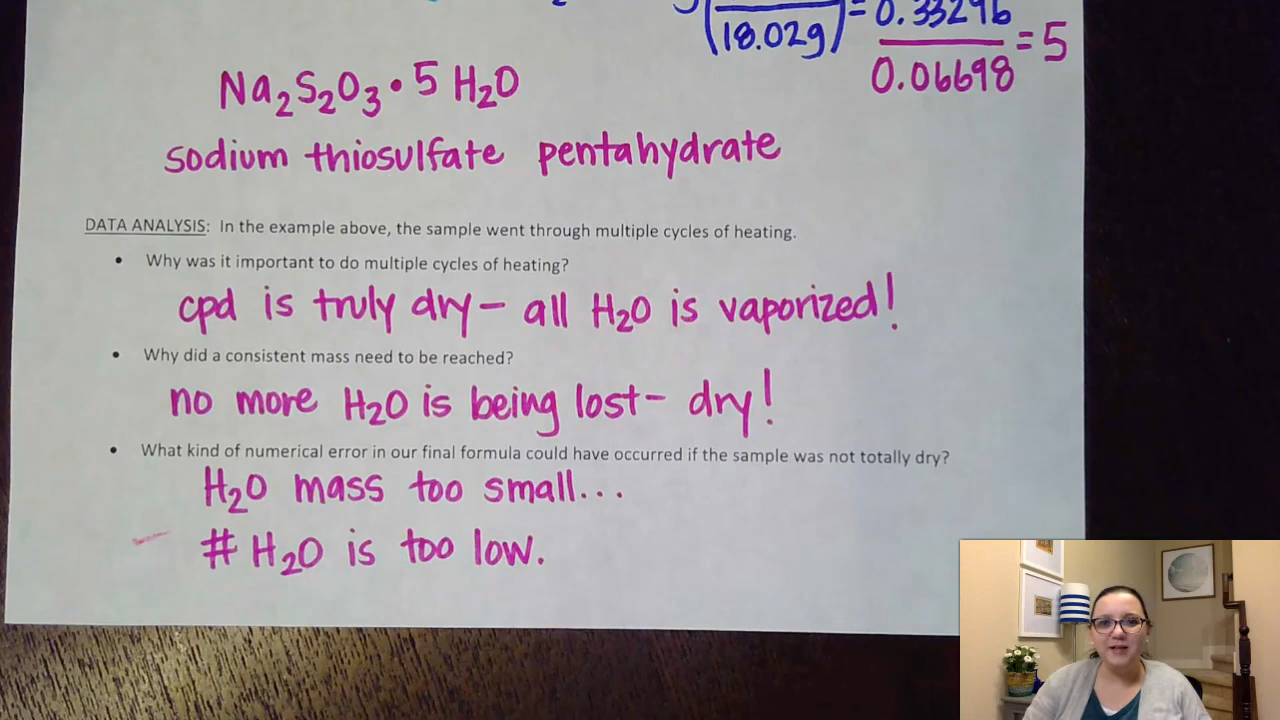 18.02g = 0.33296 = 5
0.06698
Na₂S₂O₃ • 5 H₂O
sodium thiosulfate pentahydrate
DATA ANALYSIS: In the example above, the sample went through multiple cycles of heating.
• Why was it important to do multiple cycles of heating?
cpd is truly dry – all H₂O is vaporized!
• Why did a consistent mass need to be reached?
no more H₂O is being lost – dry!
• What kind of numerical error in our final formula could have occurred if the sample was not totally dry?
H₂O mass too small...
# H₂O is too low.